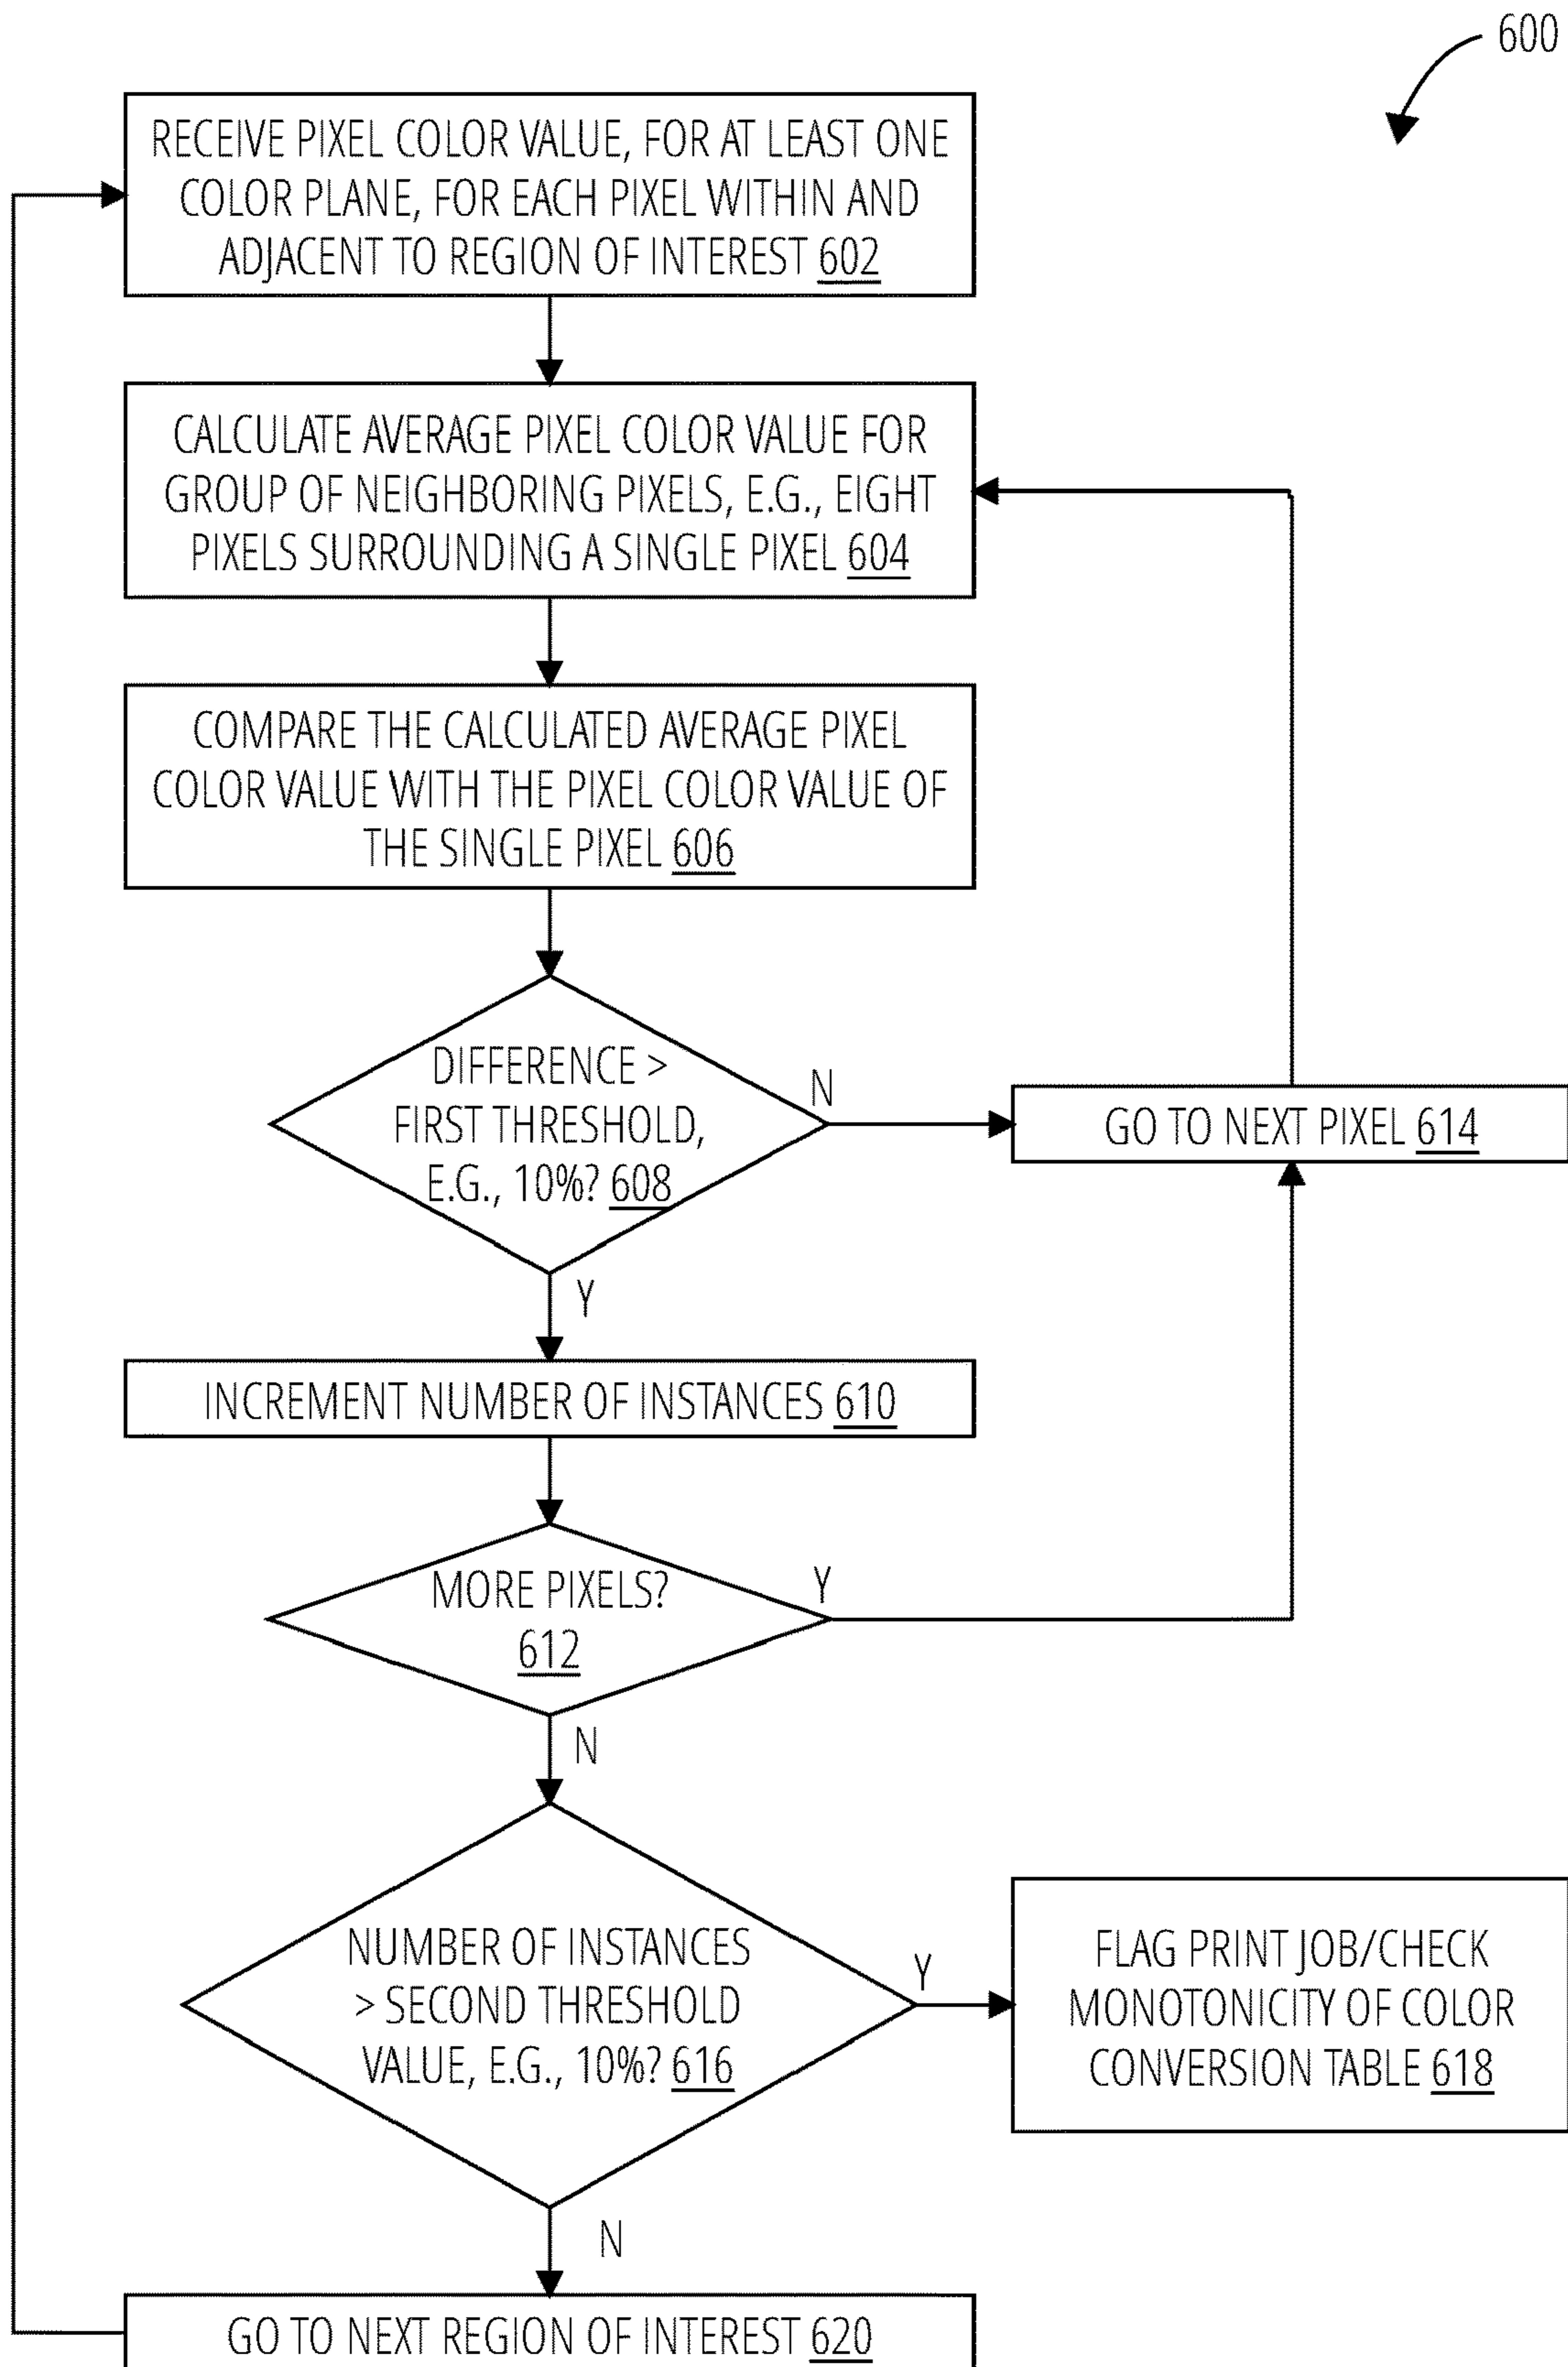 600
RECEIVE PIXEL COLOR VALUE, FOR AT LEAST ONE
COLOR PLANE, FOR EACH PIXEL WITHIN AND
ADJACENT TO REGION OF INTEREST 602
CALCULATE AVERAGE PIXEL COLOR VALUE FOR
GROUP OF NEIGHBORING PIXELS, E.G., EIGHT
PIXELS SURROUNDING A SINGLE PIXEL 604
COMPARE THE CALCULATED AVERAGE PIXEL
COLOR VALUE WITH THE PIXEL COLOR VALUE OF
THE SINGLE PIXEL 606
DIFFERENCE >
FIRST THRESHOLD,
E.G., 10%? 608
N
GO TO NEXT PIXEL 614
Y
INCREMENT NUMBER OF INSTANCES 610
MORE PIXELS?
612
Y
N
NUMBER OF INSTANCES
> SECOND THRESHOLD
VALUE, E.G., 10%? 616
Y
FLAG PRINT JOB/CHECK
MONOTONICITY OF COLOR
CONVERSION TABLE 618
N
GO TO NEXT REGION OF INTEREST 620